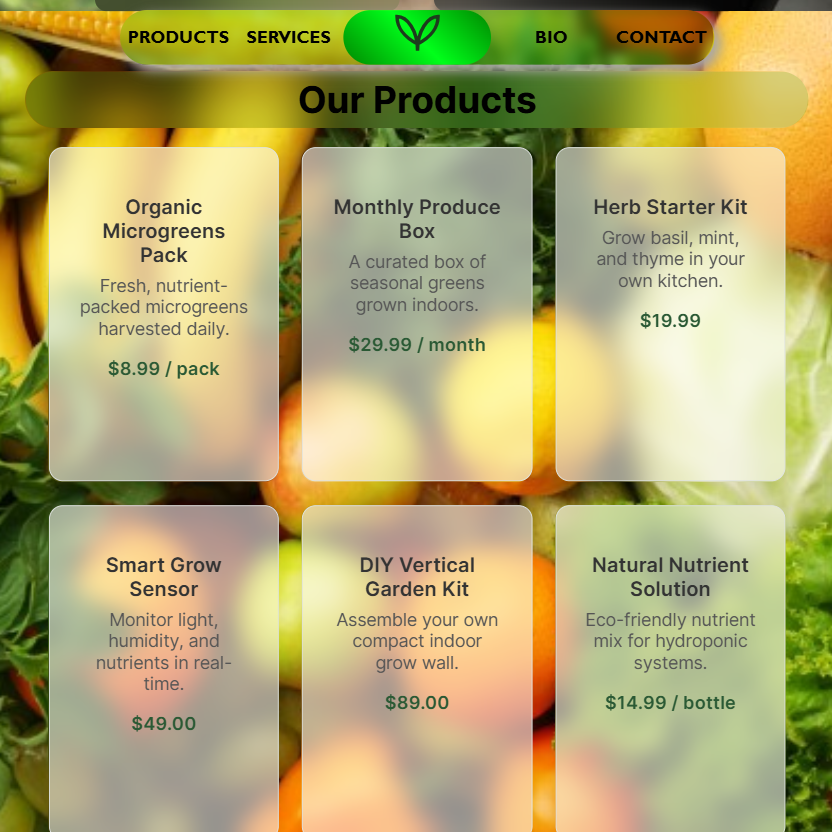 PRODUCTS SERVICES BIO CONTACT
Our Products
Organic
Microgreens
Pack
Fresh, nutrient-
packed microgreens
harvested daily.
$8.99 / pack
Monthly Produce
Box
A curated box of
seasonal greens
grown indoors.
$29.99 / month
Herb Starter Kit
Grow basil, mint,
and thyme in your
own kitchen.
$19.99
Smart Grow
Sensor
Monitor light,
humidity, and
nutrients in real-
time.
$49.00
DIY Vertical
Garden Kit
Assemble your own
compact indoor
grow wall.
$89.00
Natural Nutrient
Solution
Eco-friendly nutrient
mix for hydroponic
systems.
$14.99 / bottle